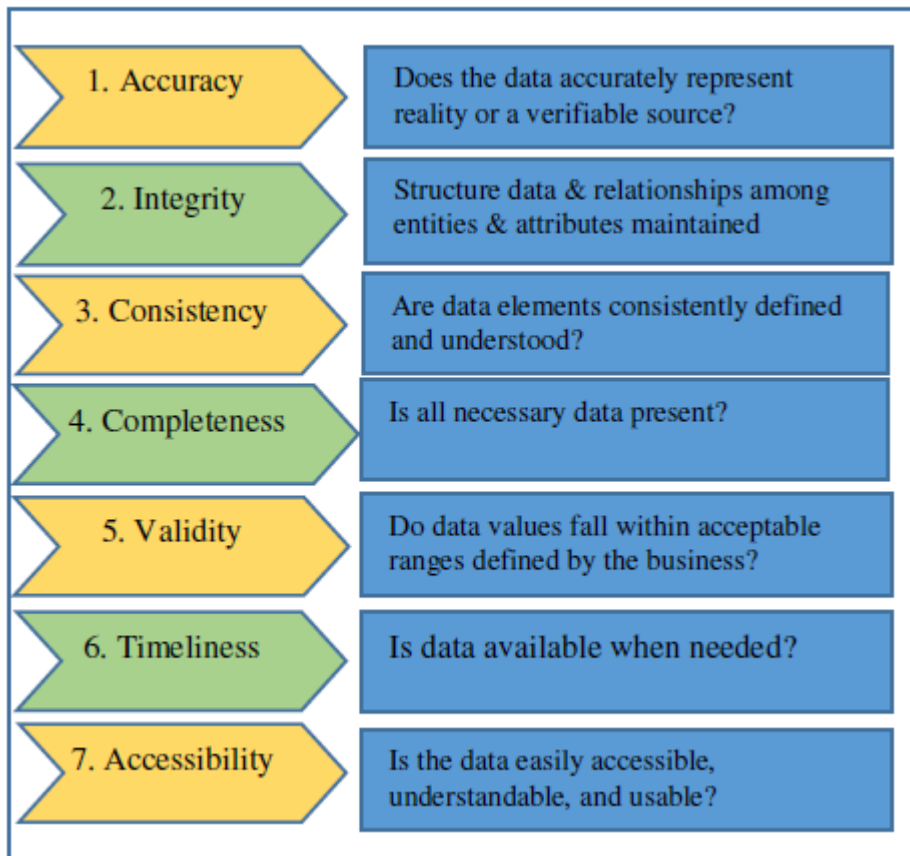 1. Accuracy
Does the data accurately represent
reality or a verifiable source?
2. Integrity
Structure data & relationships among
entities & attributes maintained
3. Consistency
Are data elements consistently defined
and understood?
4. Completeness
Is all necessary data present?
5. Validity
Do data values fall within acceptable
ranges defined by the business?
6. Timeliness
Is data available when needed?
7. Accessibility
Is the data easily accessible,
understandable, and usable?